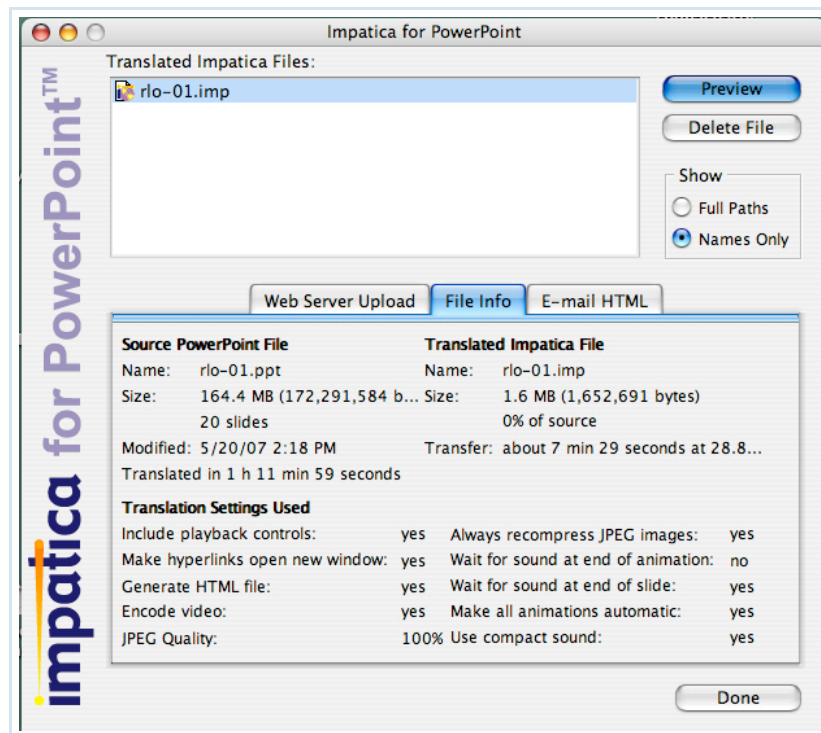 Impatica for PowerPoint
impatica for PowerPoint™
Translated Impatica Files:
rlo-01.imp
Preview
Delete File
Show
Full Paths
Names Only
Web Server Upload File Info E-mail HTML
Source PowerPoint File Translated Impatica File
Name: rlo-01.ppt Name: rlo-01.imp
Size: 164.4 MB (172,291,584 b... Size: 1.6 MB (1,652,691 bytes)
20 slides 0% of source
Modified: 5/20/07 2:18 PM Transfer: about 7 min 29 seconds at 28.8...
Translated in 1 h 11 min 59 seconds
Translation Settings Used
Include playback controls: yes Always recompress JPEG images: yes
Make hyperlinks open new window: yes Wait for sound at end of animation: no
Generate HTML file: yes Wait for sound at end of slide: yes
Encode video: yes Make all animations automatic: yes
JPEG Quality: 100% Use compact sound: yes
Done